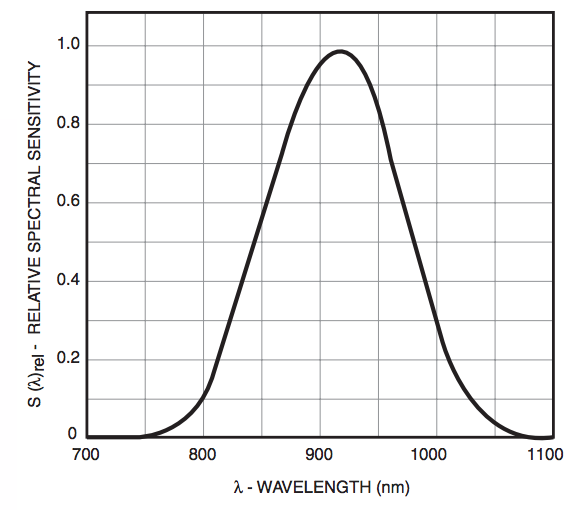 S (λ)rel - RELATIVE SPECTRAL SENSITIVITY
1.0
0.8
0.6
0.4
0.2
0
700 800 900 1000 1100
λ - WAVELENGTH (nm)